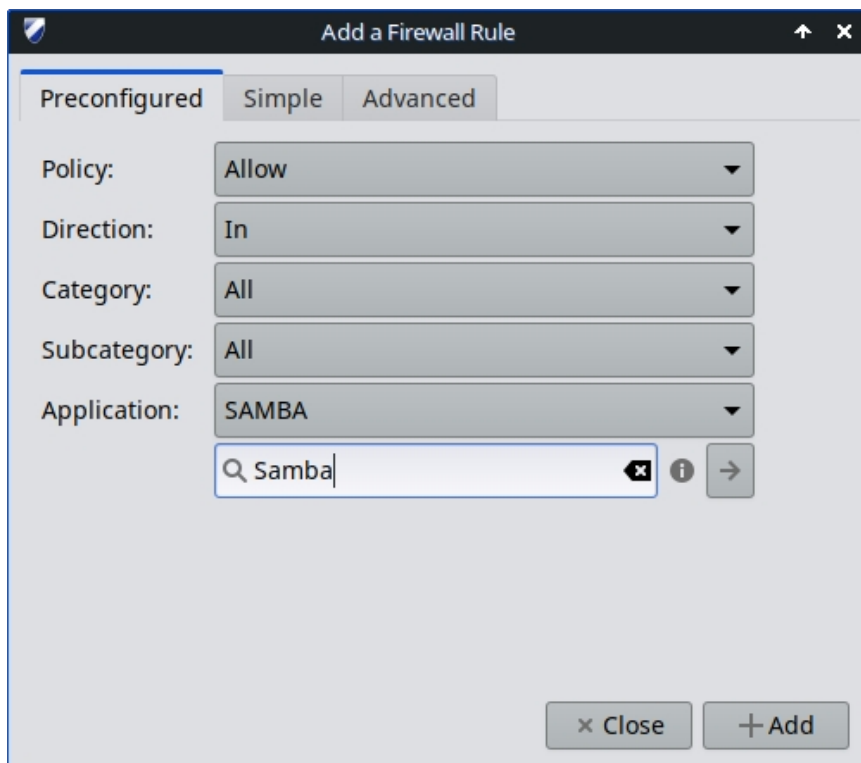 Add a Firewall Rule
Preconfigured Simple Advanced
Policy: Allow
Direction: In
Category: All
Subcategory: All
Application: SAMBA
Samba
Close Add